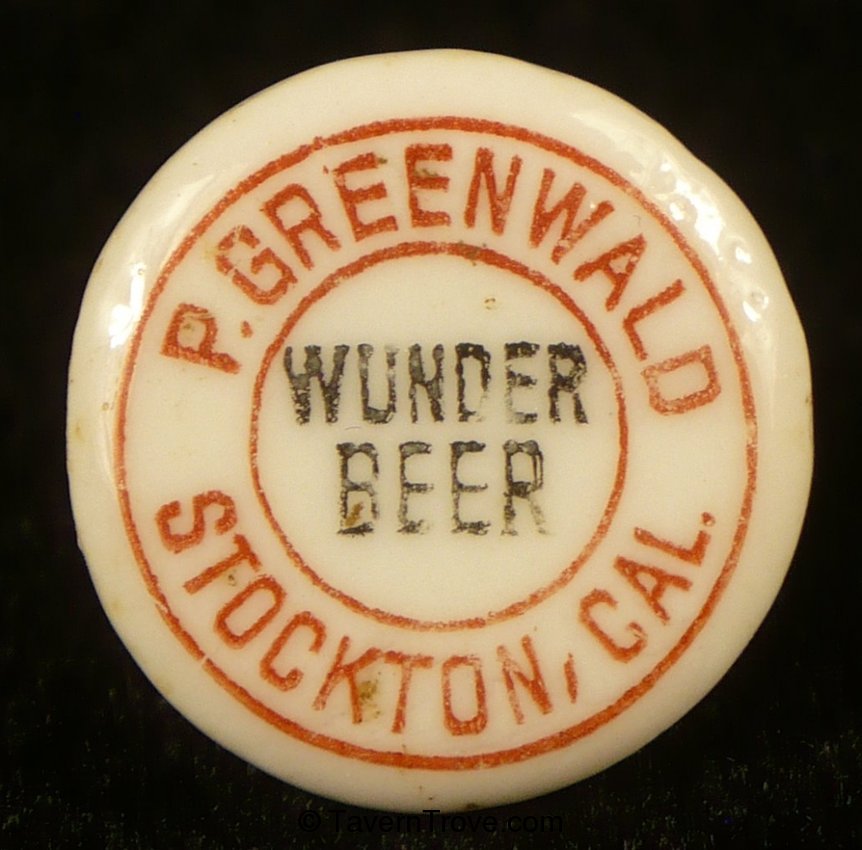 P. GREENWALD
WUNDER
BEER
STOCKTON, CAL.
© TavernTrove.com